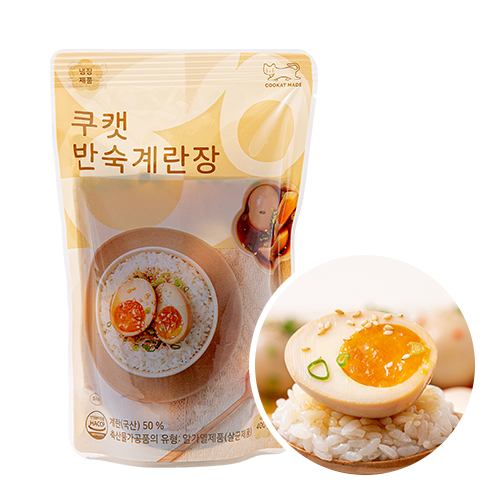 냉장
제품
COOKAT MADE
쿠캣
반숙계란장
HACCP
계란(국산) 50 %
축산물가공품의 유형: 알가열제품(살균제품)